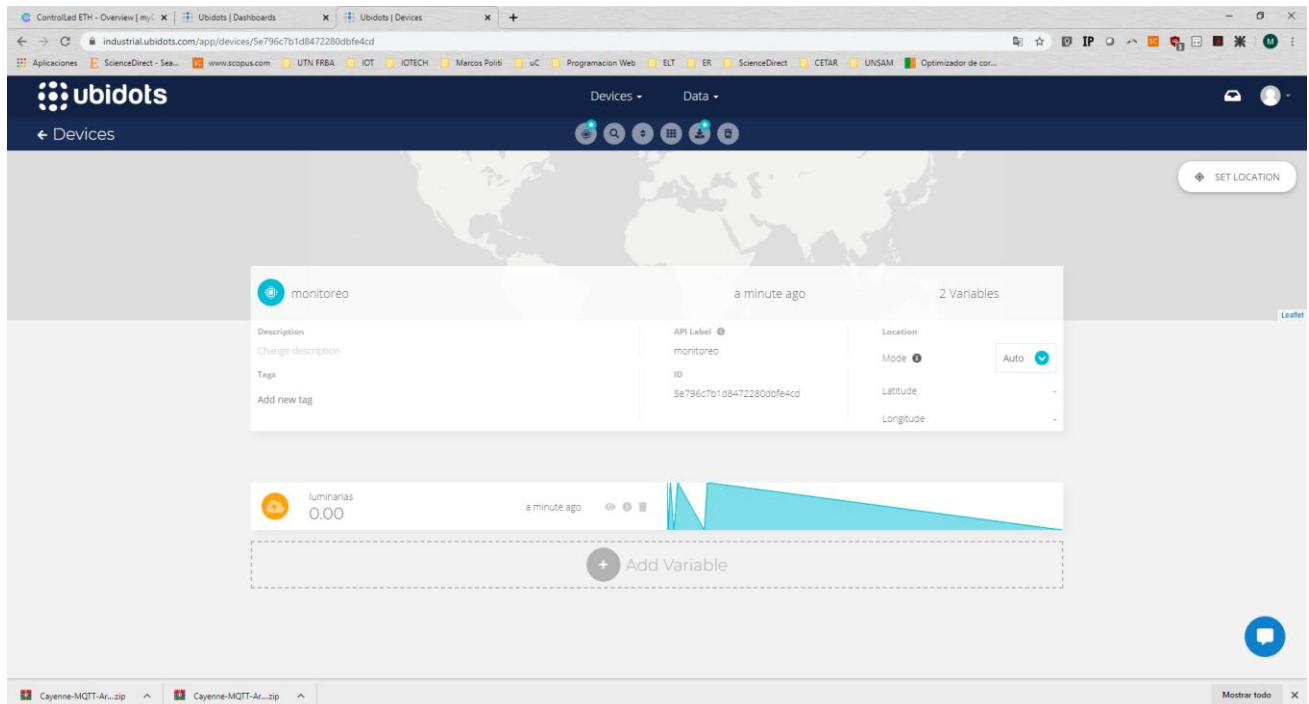 ControlLed ETH - Overview | my
Ubidots | Dashboards
Ubidots | Devices
industrial.ubidots.com/app/devices/5e796c7b1d8472280dbfe4cd
IP
M
Aplicaciones
ScienceDirect - Sea...
www.scopus.com
UTN FRBA
IOT
IOTECH
Marcos Politi
uC
Programacion Web
ELT
ER
ScienceDirect
CETAR
UNSAM
Optimizador de cor...
ubidots
Devices
Data
Devices
SET LOCATION
monitoreo
a minute ago
2 Variables
Leaflet
Description
Change description
Tags
Add new tag
API Label
monitoreo
ID
5e796c7b1d8472280dbfe4cd
Location
Mode
Auto
Latitude
-
Longitude
-
luminarias
0.00
a minute ago
Add Variable
Cayenne-MQTT-Ar....zip
Cayenne-MQTT-Ar....zip
Mostrar todo